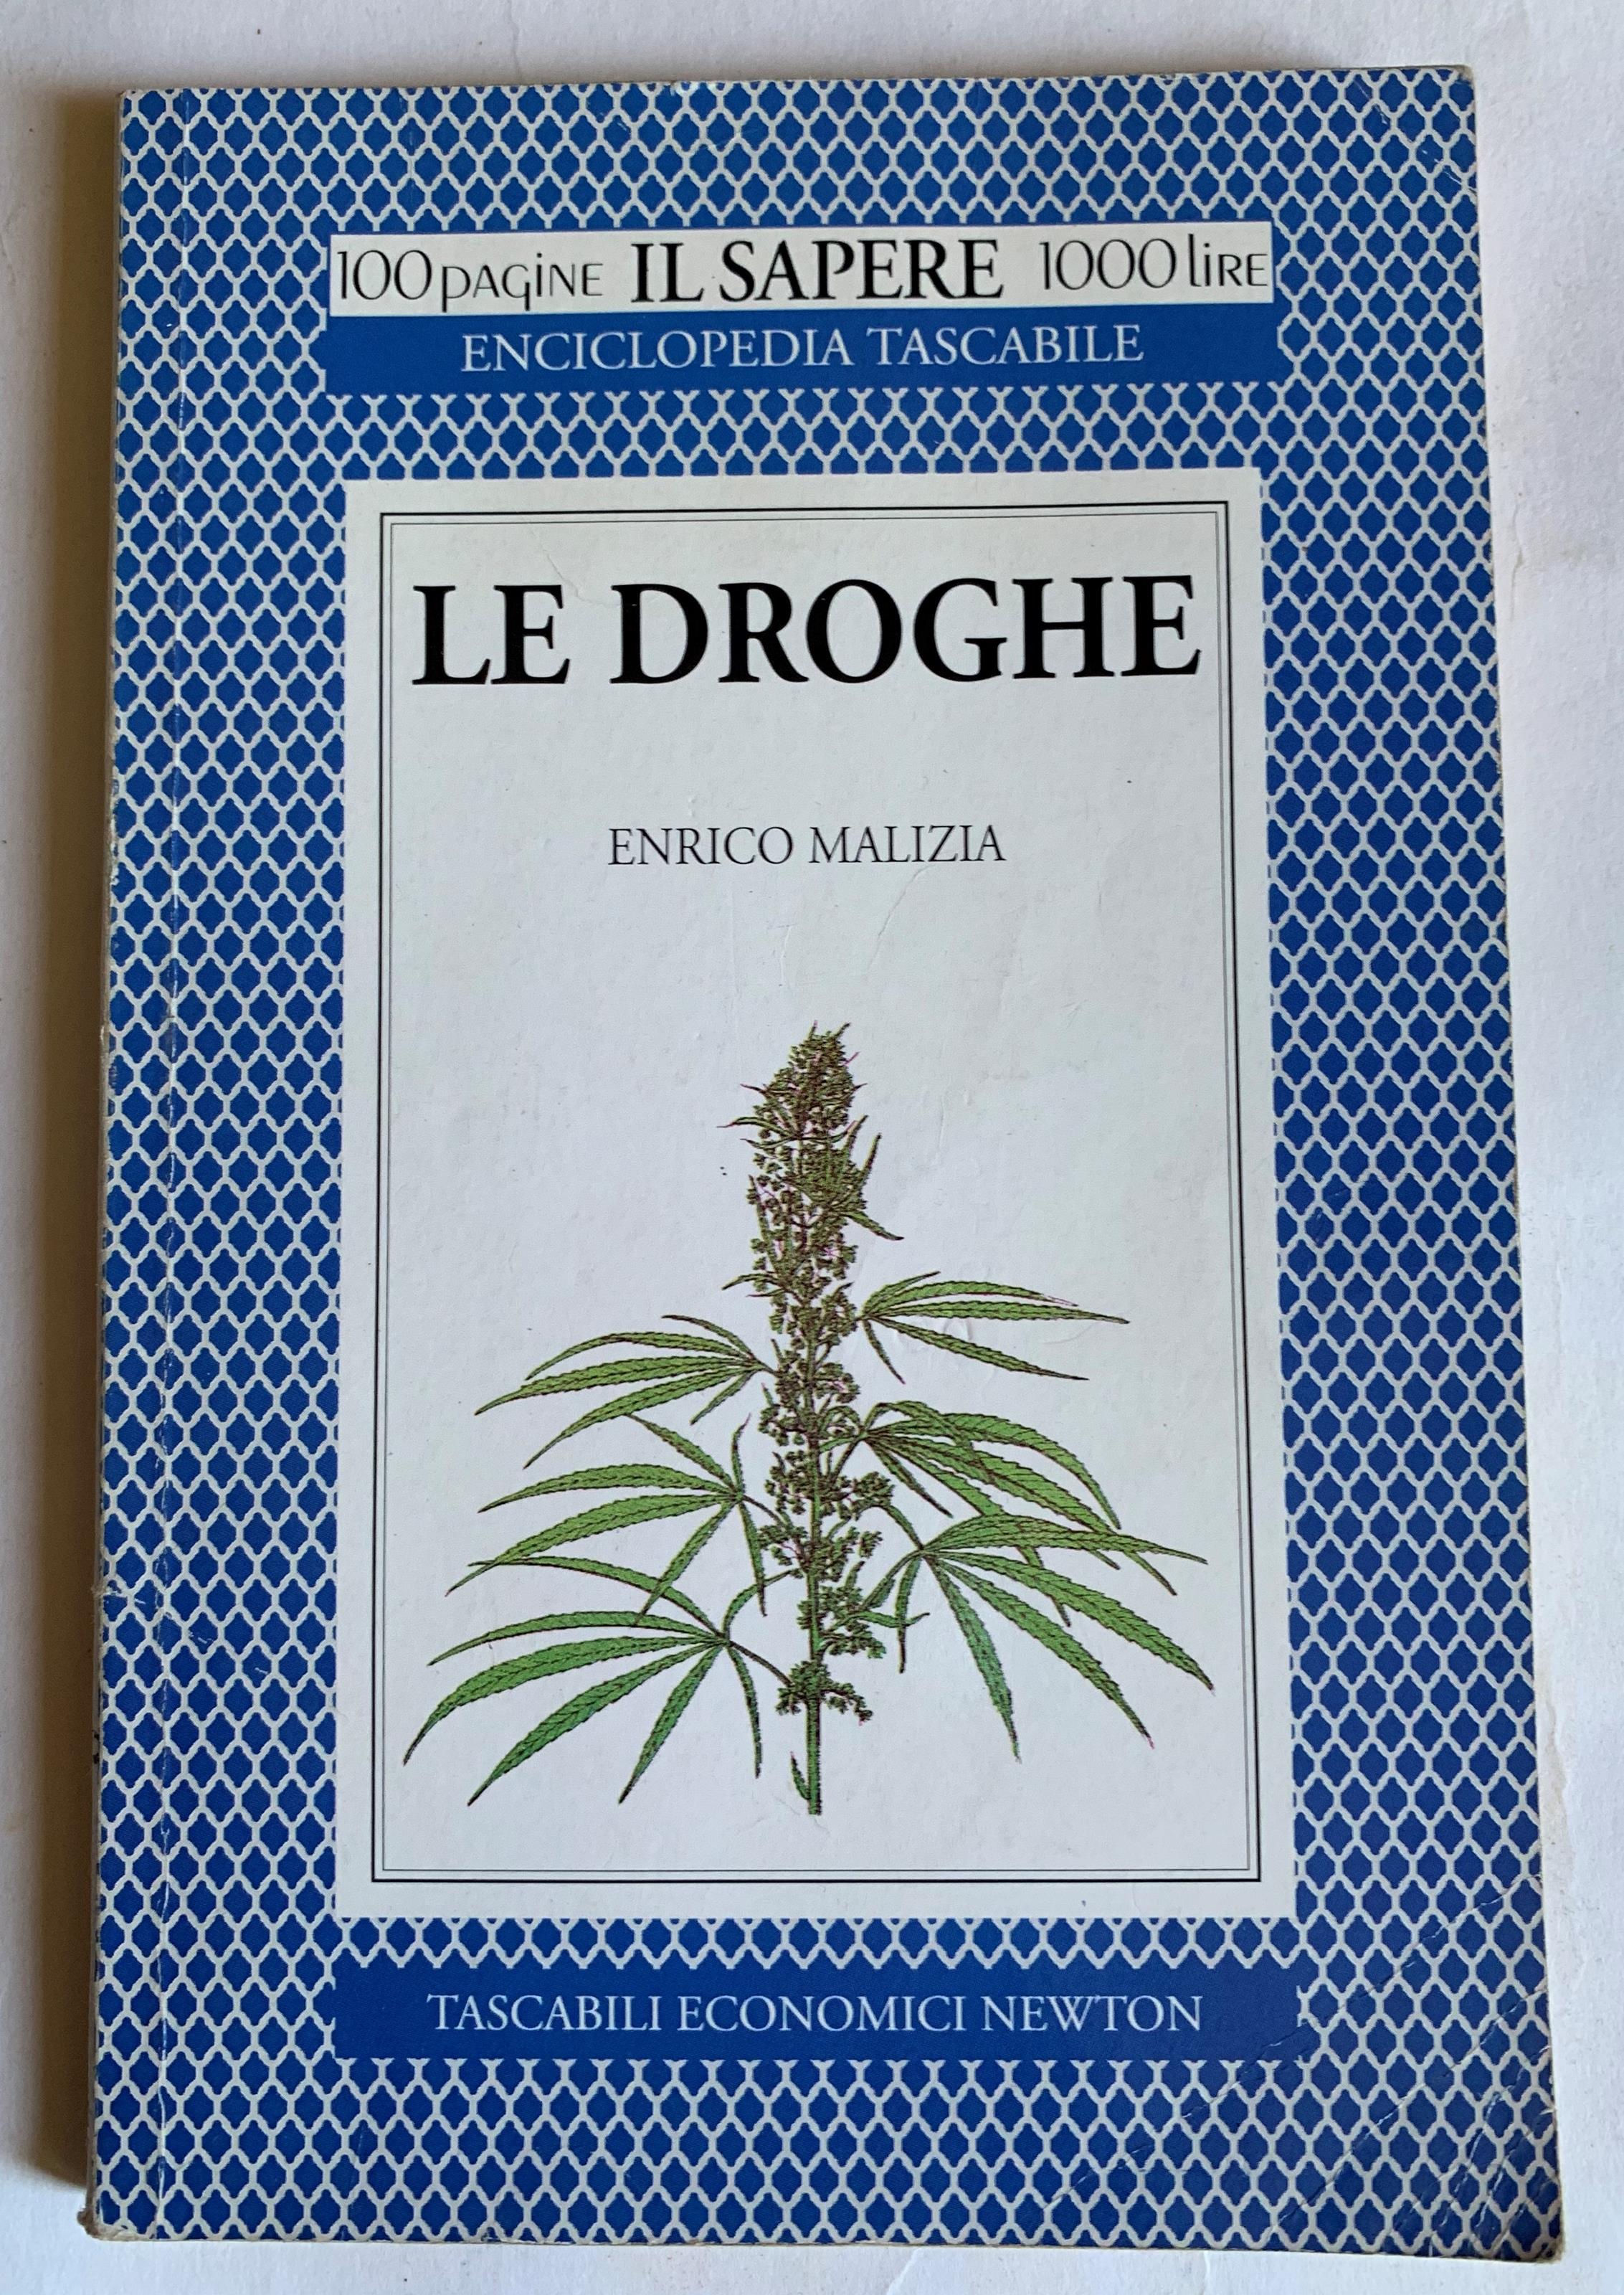 100 pagine IL SAPERE 1000 lire
ENCICLOPEDIA TASCABILE
LE DROGHE
ENRICO MALIZIA
TASCABILI ECONOMICI NEWTON